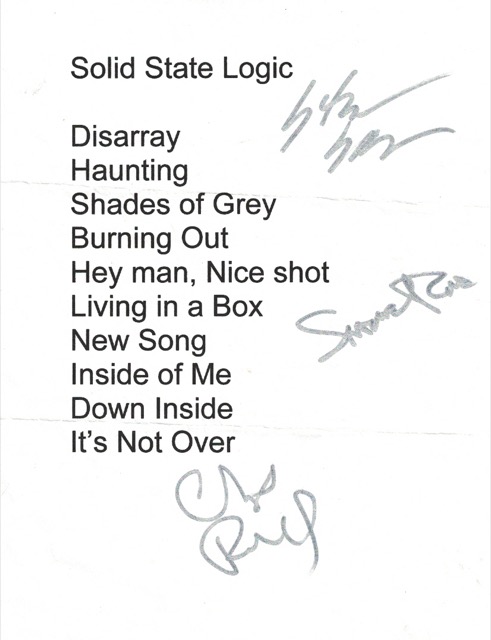 Solid State Logic
Disarray
Haunting
Shades of Grey
Burning Out
Hey man, Nice shot
Living in a Box
New Song
Inside of Me
Down Inside
It's Not Over